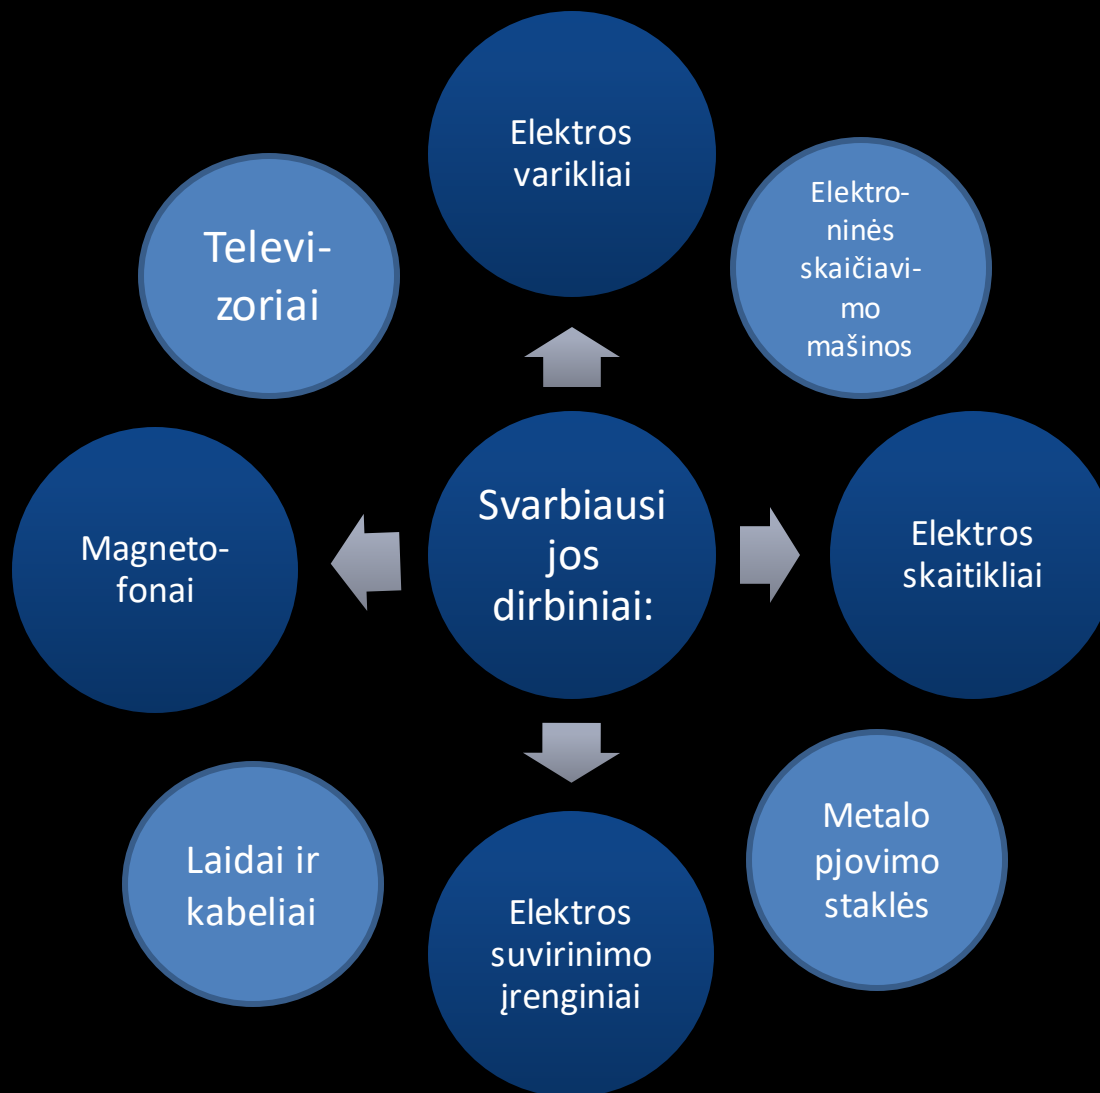 Elektros
varikliai
Televi-
zoriai
Elektro-
ninės
skaičiavi-
mo
mašinos
Magneto-
fonai
Svarbiausi
jos
dirbiniai:
Elektros
skaitikliai
Laidai ir
kabeliai
Elektros
suvirinimo
įrenginiai
Metalo
pjovimo
staklės